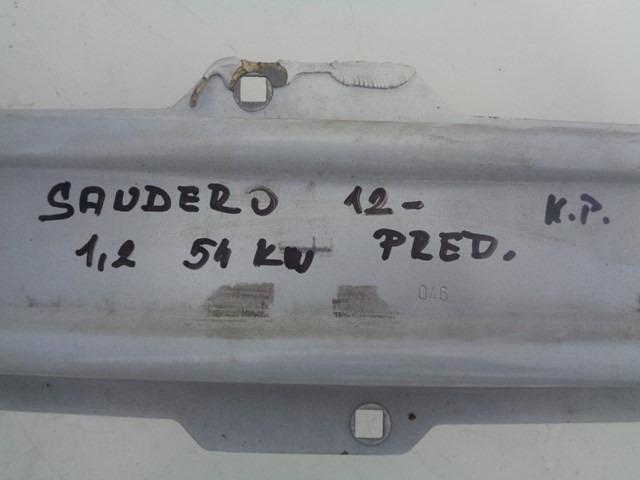 SANDERO 12- K.P.
1,2 54 KW PRED.
046